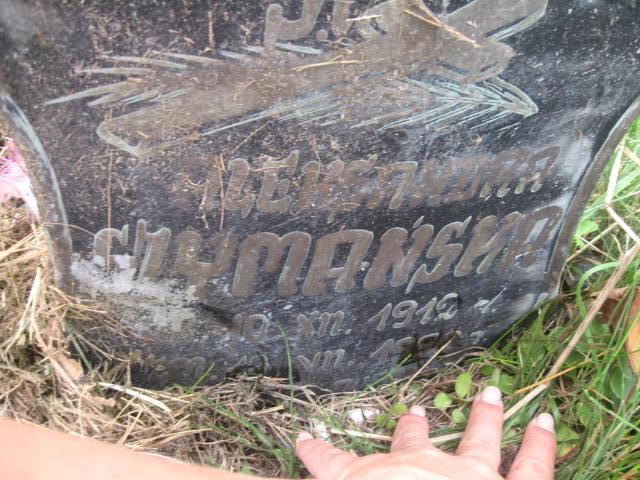 Ś.P.
ALEKSANDRA
SZYMAŃSKA
10. XII. 1912 r.
VII